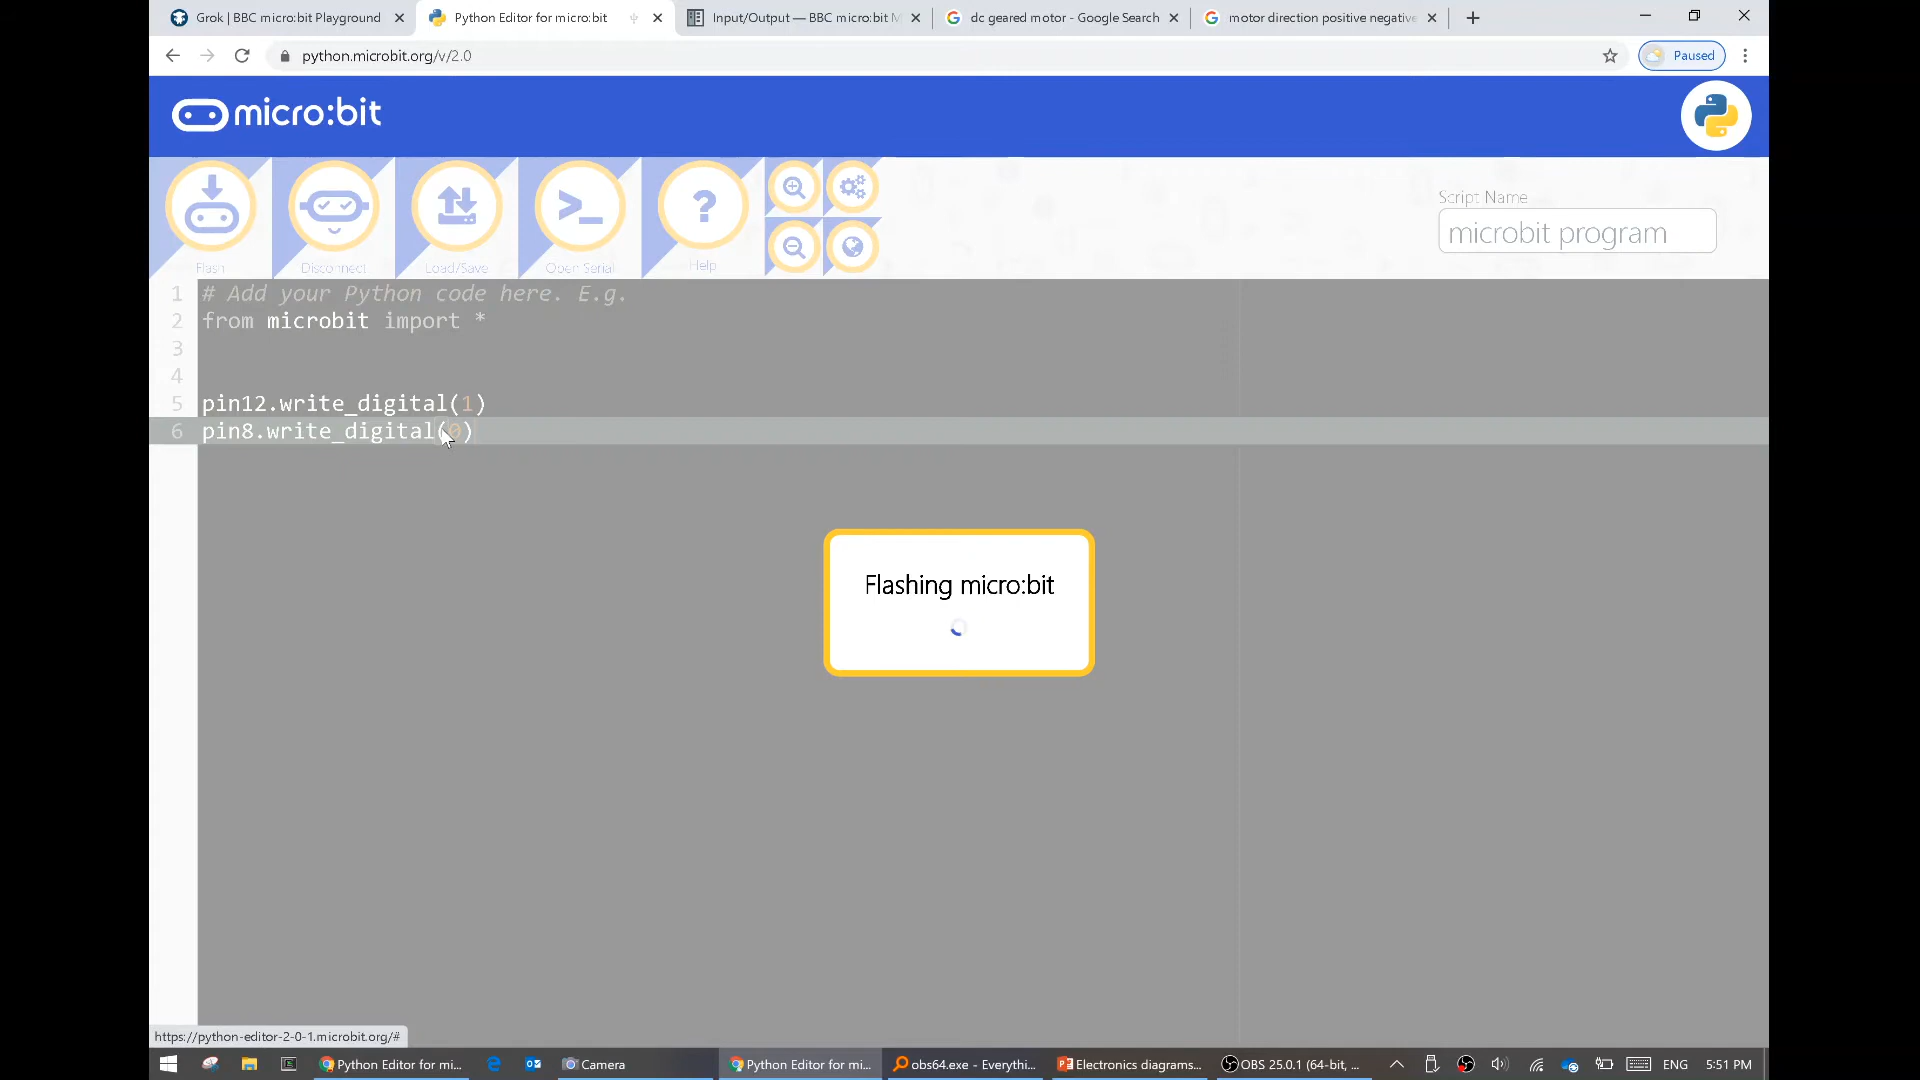 Grok | BBC micro:bit Playground
Python Editor for micro:bit
Input/Output — BBC micro:bit M
dc geared motor - Google Search
motor direction positive negative
python.microbit.org/v/2.0
Paused
micro:bit
Flash
Disconnect
Load/Save
Open Serial
Help
Script Name
microbit program
1 # Add your Python code here. E.g.
2 from microbit import *
3
4
5 pin12.write_digital(1)
6 pin8.write_digital(0)
Flashing micro:bit
https://python-editor-2-0-1.microbit.org/#
Python Editor for mi...
Camera
Python Editor for mi...
obs64.exe - Everythi...
Electronics diagrams...
OBS 25.0.1 (64-bit, ...
ENG
5:51 PM